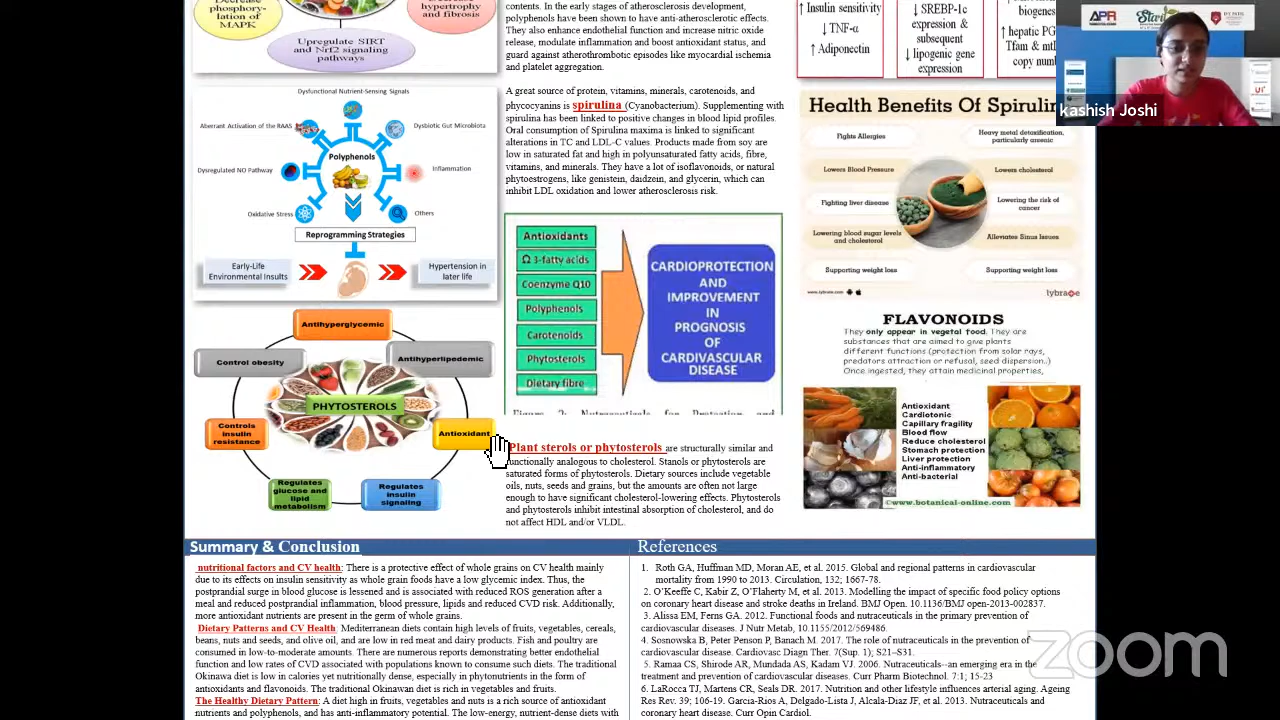 Decrease phosphory-
lation of
MAPK
hypertrophy
and fibrosis
Upregulate SIRT
and Nrf2 signaling
pathways
Dysfunctional Nutrient-Sensing Signals
Aberrant Activation of the RAAS
Dysbiotic Gut Microbiota
Polyphenols
Dysregulated NO Pathway
Inflammation
Oxidative Stress
Others
Reprogramming Strategies
Early-Life
Environmental Insults
Hypertension in
later life
Antihyperglycemic
Control obesity
Antihyperlipedemic
PHYTOSTEROLS
Controls
insulin
resistance
Antioxidant
Regulates
glucose and
lipid
metabolism
Regulates
insulin
signaling
contents. In the early stages of atherosclerosis development,
polyphenols have been shown to have anti-atherosclerotic effects.
They also enhance endothelial function and increase nitric oxide
release, modulate inflammation and boost antioxidant status, and
guard against atherothrombotic episodes like myocardial ischemia
and platelet aggregation.
A great source of protein, vitamins, minerals, carotenoids, and
phycocyanins is spirulina (Cyanobacterium). Supplementing with
spirulina has been linked to positive changes in blood lipid profiles.
Oral consumption of Spirulina maxima is linked to significant
alterations in TC and LDL-C values. Products made from soy are
low in saturated fat and high in polyunsaturated fatty acids, fibre,
vitamins, and minerals. They have a lot of isoflavonoids, or natural
phytoestrogens, like genistein, daidzein, and glycerin, which can
inhibit LDL oxidation and lower atherosclerosis risk.
Antioxidants
Ω 3-fatty acids
Coenzyme Q10
Polyphenols
Carotenoids
Phytosterols
Dietary fibre
CARDIOPROTECTION
AND
IMPROVEMENT
IN
PROGNOSIS
OF
CARDIVASCULAR
DISEASE
Plant sterols or phytosterols are structurally similar and
functionally analogous to cholesterol. Stanols or phytosterols are
saturated forms of phytosterols. Dietary sources include vegetable
oils, nuts, seeds and grains, but the amounts are often not large
enough to have significant cholesterol-lowering effects. Phytosterols
and phytosterols inhibit intestinal absorption of cholesterol, and do
not affect HDL and/or VLDL.
↑ Insulin sensitivity
↓ TNF-α
↑ Adiponectin
↓ SREBP-1c
expression &
subsequent
↓ lipogenic gene
expression
biogenes
↑ hepatic PG
Tfam & mt
copy numb
APR
kashish Joshi
Health Benefits Of Spirulin
Fights Allergies
Heavy metal detoxification,
particularly arsenic
Lowers Blood Pressure
Lowers cholesterol
Fighting liver disease
Lowering the risk of
cancer
Lowering blood sugar levels
and cholesterol
Alleviates Sinus Issues
Supporting weight loss
Supporting weight loss
www.lybrate.com
lybrate
FLAVONOIDS
They only appear in vegetal food. They are
substances that are aimed to give plants
different functions (protection from solar rays,
predators attraction or refusal, seed dispersion..)
Once ingested, they attain medicinal properties,
Antioxidant
Cardiotonic
Capillary fragility
Blood flow
Reduce cholesterol
Stomach protection
Liver protection
Anti-inflammatory
Anti-bacterial
©www.botanical-online.com
Summary & Conclusion
nutritional factors and CV health: There is a protective effect of whole grains on CV health mainly
due to its effects on insulin sensitivity as whole grain foods have a low glycemic index. Thus, the
postprandial surge in blood glucose is lessened and is associated with reduced ROS generation after a
meal and reduced postprandial inflammation, blood pressure, lipids and reduced CVD risk. Additionally,
more nutrients are present in the germ of whole grains.
Dietary Patterns and CV Health: Mediterranean diets contain high levels of fruits, vegetables, cereals,
beans, nuts and seeds, and olive oil, and are low in red meat and dairy products. Fish and poultry are
consumed in low-to-moderate amounts. There are numerous reports demonstrating better endothelial
function and low rates of CVD associated with populations known to consume such diets. The traditional
Okinawa diet is low in calories yet nutritionally dense, especially in phytonutrients in the form of
antioxidants and flavonoids. The traditional Okinawan diet is rich in vegetables and fruits.
The Healthy Dietary Pattern: A diet high in fruits, vegetables and nuts is a rich source of antioxidant
nutrients and polyphenols, and has anti-inflammatory potential. The low-energy, nutrient-dense diets with
References
1. Roth GA, Huffman MD, Moran AE, et al. 2015. Global and regional patterns in cardiovascular
mortality from 1990 to 2013. Circulation, 132; 1667-78.
2. O'Keeffe C, Kabir Z, O'Flaherty M, et al. 2013. Modelling the impact of specific food policy options
on coronary heart disease and stroke deaths in Ireland. BMJ Open. 10.1136/BMJ open-2013-002837.
3. Alissa EM, Ferns GA. 2012. Functional foods and nutraceuticals in the primary prevention of
cardiovascular diseases. J Nutr Metab, 10.1155/2012/569486
4. Sosnowska B, Peter Penson P, Banach M. 2017. The role of nutraceuticals in the prevention of
cardiovascular disease. Cardiovasc Diagn Ther. 7(Sup. 1); S21–S31.
5. Ramaa CS, Shirode AR, Mundada AS, Kadam VJ. 2006. Nutraceuticals--an emerging era in the
treatment and prevention of cardiovascular diseases. Curr Pharm Biotechnol. 7:1; 15-23
6. LaRocca TJ, Martens CR, Seals DR. 2017. Nutrition and other lifestyle influences arterial aging. Ageing
Res Rev. 39; 106-19. Garcia-Rios A, Delgado-Lista J, Alcala-Diaz JF, et al. 2013. Nutraceuticals and
coronary heart disease. Curr Opin Cardiol.
zoom